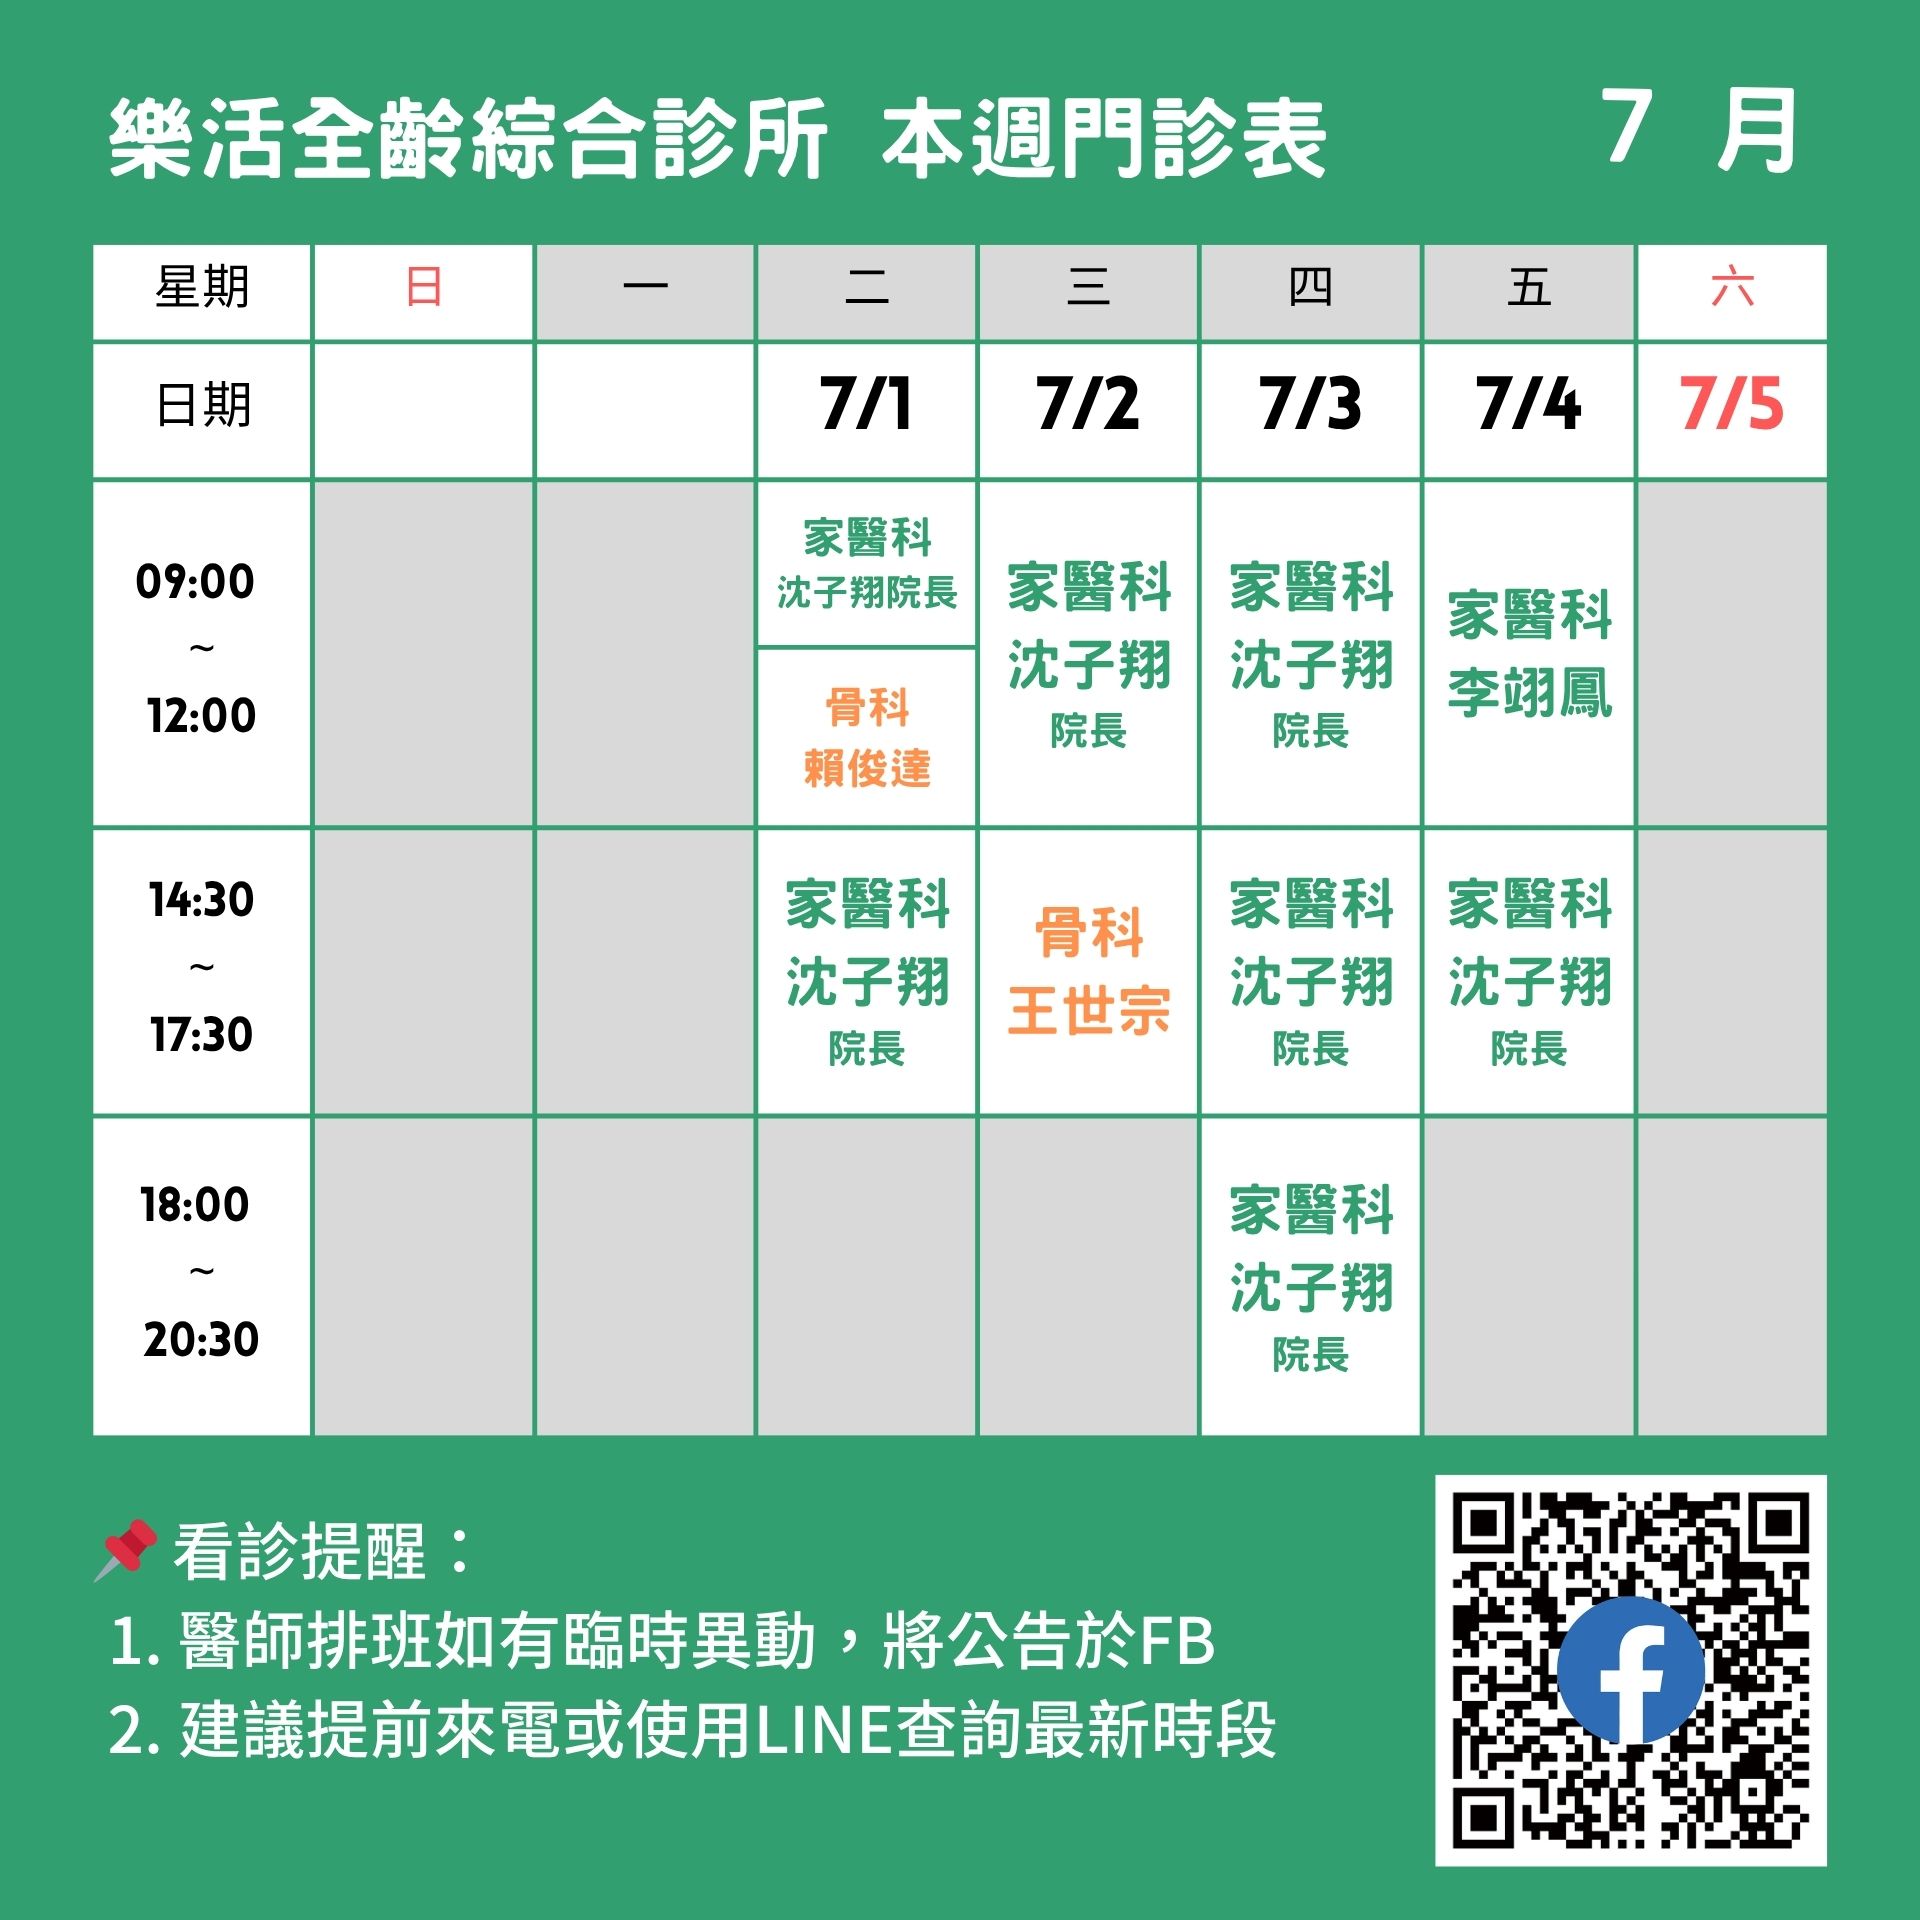 樂活全齡綜合診所 本週門診表 7 月
星期 日 一 二 三 四 五 六
日期 7/1 7/2 7/3 7/4 7/5
09:00
~
12:00
家醫科
沈子翔院長
骨科
賴俊達
家醫科
沈子翔
院長
家醫科
沈子翔
院長
家醫科
李翊鳳
14:30
~
17:30
家醫科
沈子翔
院長
骨科
王世宗
家醫科
沈子翔
院長
家醫科
沈子翔
院長
18:00
~
20:30
家醫科
沈子翔
院長
📌看診提醒：
1. 醫師排班如有臨時異動，將公告於FB
2. 建議提前來電或使用LINE查詢最新時段